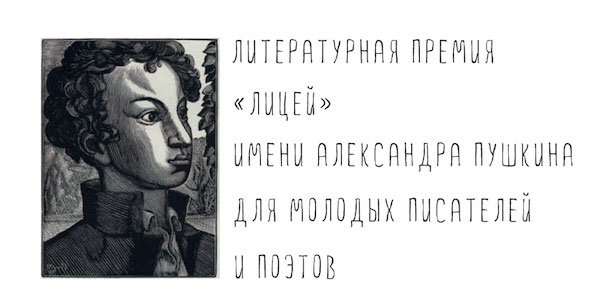 ЛИТЕРАТУРНАЯ ПРЕМИЯ
«ЛИЦЕЙ»
ИМЕНИ АЛЕКСАНДРА ПУШКИНА
ДЛЯ МОЛОДЫХ ПИСАТЕЛЕЙ
И ПОЭТОВ